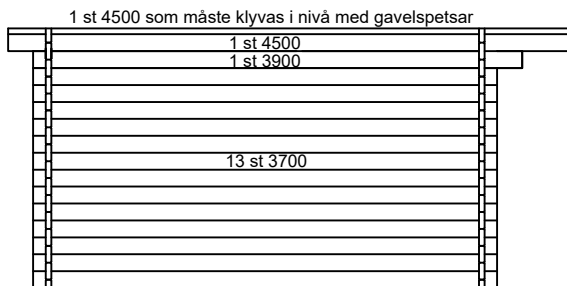 1 st 4500 som måste klyvas i nivå med gavelspetsar
1 st 4500
1 st 3900
13 st 3700